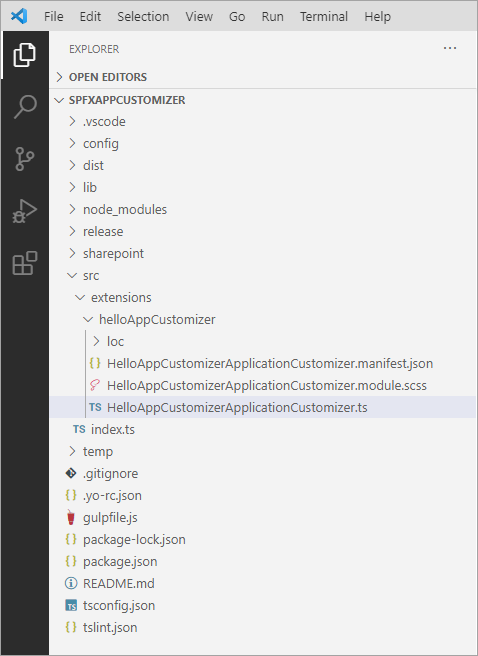 File Edit View Go Run Terminal Help
EXPLORER
OPEN EDITORS
SPFXAPPCUSTOMIZER
.vscode
config
dist
lib
node_modules
release
sharepoint
src
extensions
helloAppCustomizer
loc
{ } HelloAppCustomizerApplicationCustomizer.manifest.json
HelloAppCustomizerApplicationCustomizer.module.scss
TS HelloAppCustomizerApplicationCustomizer.ts
TS index.ts
temp
.gitignore
{ } .yo-rc.json
gulpfile.js
{ } package-lock.json
{ } package.json
README.md
TS tsconfig.json
{ } tslint.json